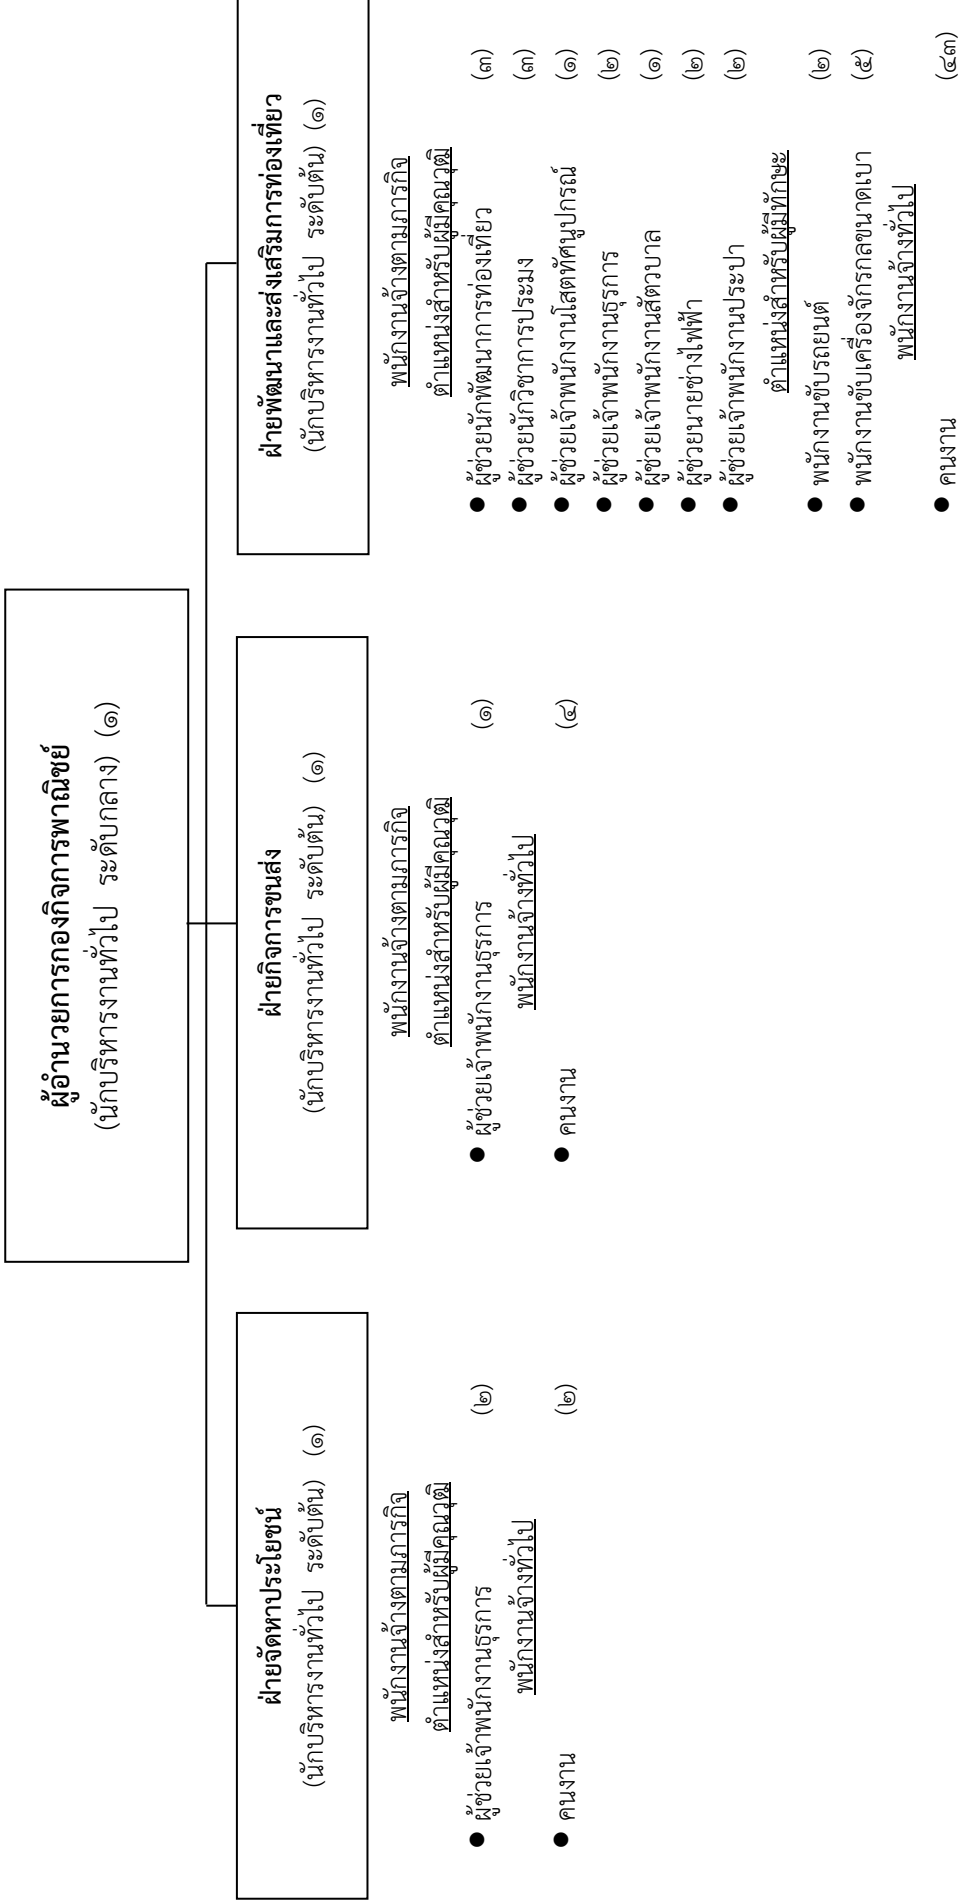 ผู้อำนวยการกองกิจการพาณิชย์
(นักบริหารงานทั่วไป ระดับกลาง) (๑)
ฝ่ายจัดหาประโยชน์
(นักบริหารงานทั่วไป ระดับต้น) (๑)
พนักงานจ้างตามภารกิจ
ตำแหน่งสำหรับผู้มีคุณวุฒิ
● ผู้ช่วยเจ้าพนักงานธุรการ (๒)
พนักงานจ้างทั่วไป
● คนงาน (๒)
ฝ่ายกิจการขนส่ง
(นักบริหารงานทั่วไป ระดับต้น) (๑)
พนักงานจ้างตามภารกิจ
ตำแหน่งสำหรับผู้มีคุณวุฒิ
● ผู้ช่วยเจ้าพนักงานธุรการ (๑)
พนักงานจ้างทั่วไป
● คนงาน (๔)
ฝ่ายพัฒนาและส่งเสริมการท่องเที่ยว
(นักบริหารงานทั่วไป ระดับต้น) (๑)
พนักงานจ้างตามภารกิจ
ตำแหน่งสำหรับผู้มีคุณวุฒิ
● ผู้ช่วยนักพัฒนาการท่องเที่ยว (๓)
● ผู้ช่วยนักวิชาการประมง (๓)
● ผู้ช่วยเจ้าพนักงานโสตทัศนูปกรณ์ (๑)
● ผู้ช่วยเจ้าพนักงานธุรการ (๒)
● ผู้ช่วยเจ้าพนักงานสัตวบาล (๑)
● ผู้ช่วยนายช่างไฟฟ้า (๒)
● ผู้ช่วยเจ้าพนักงานประปา (๒)
ตำแหน่งสำหรับผู้มีทักษะ
● พนักงานขับรถยนต์ (๒)
● พนักงานขับเครื่องจักรกลขนาดเบา (๕)
พนักงานจ้างทั่วไป
● คนงาน (๔๓)